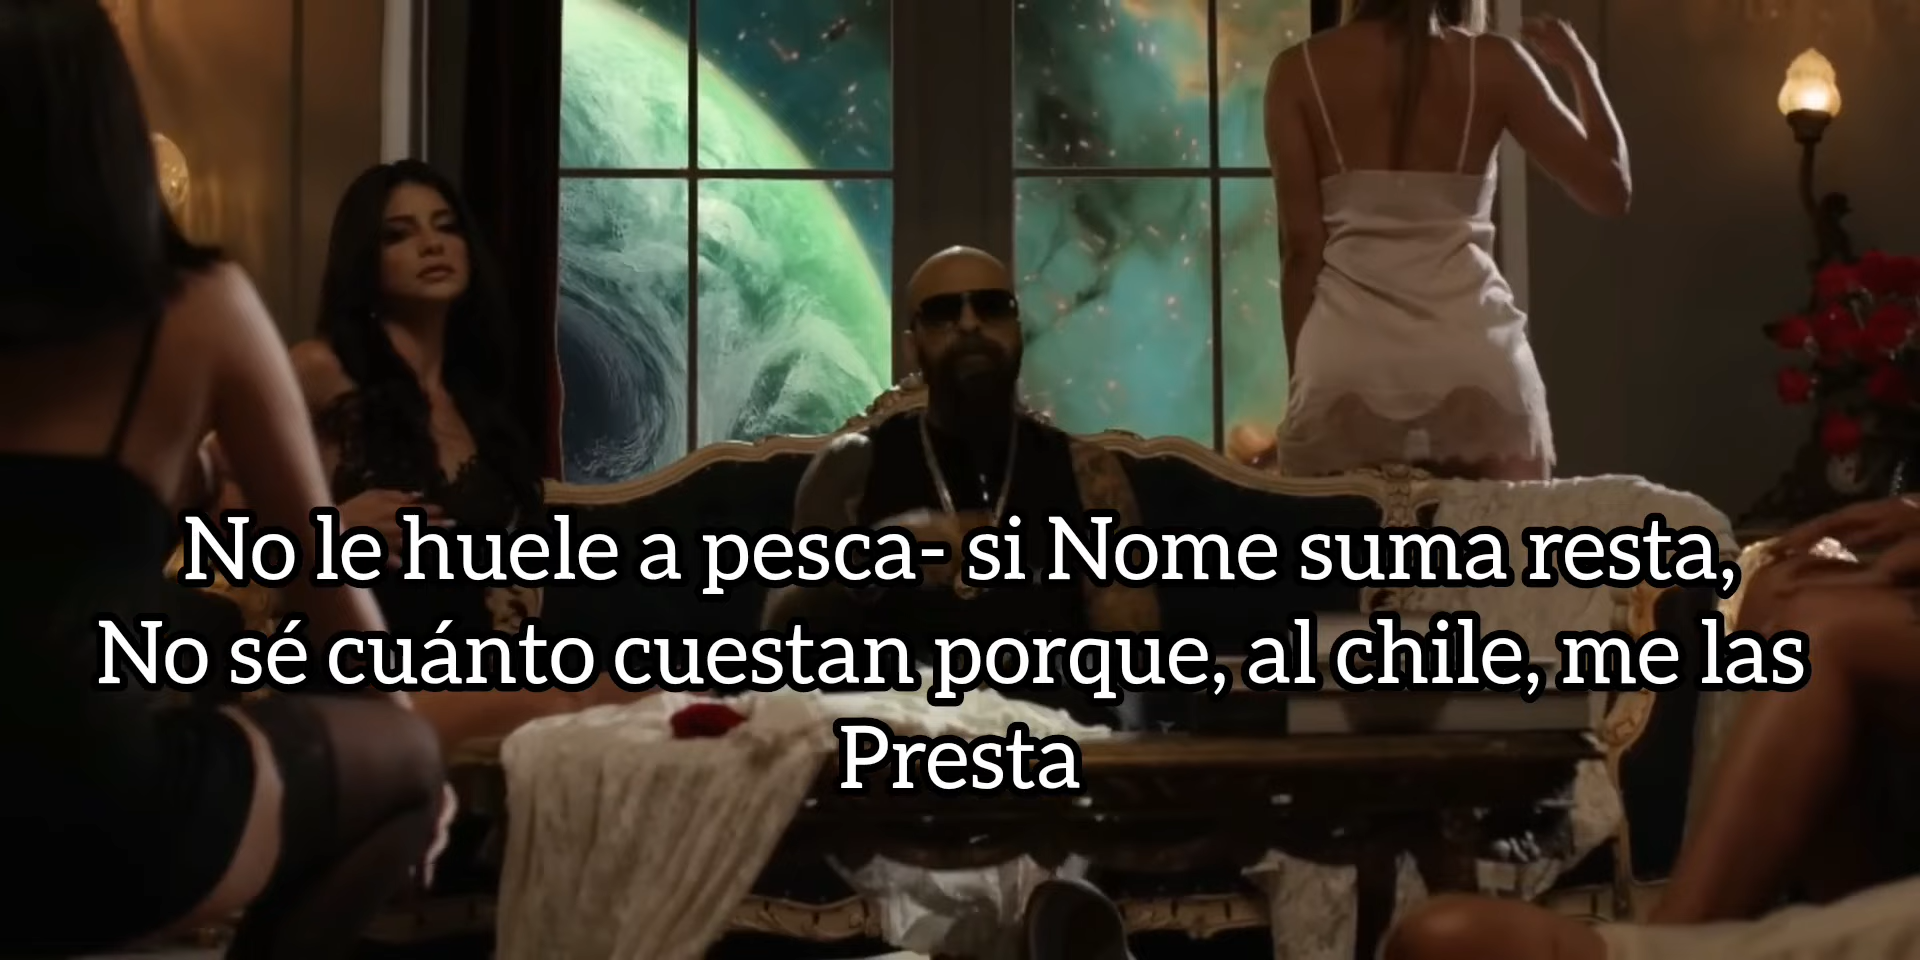 No le huele a pesca- si Nome suma resta,
No sé cuánto cuestan porque, al chile, me las
Presta